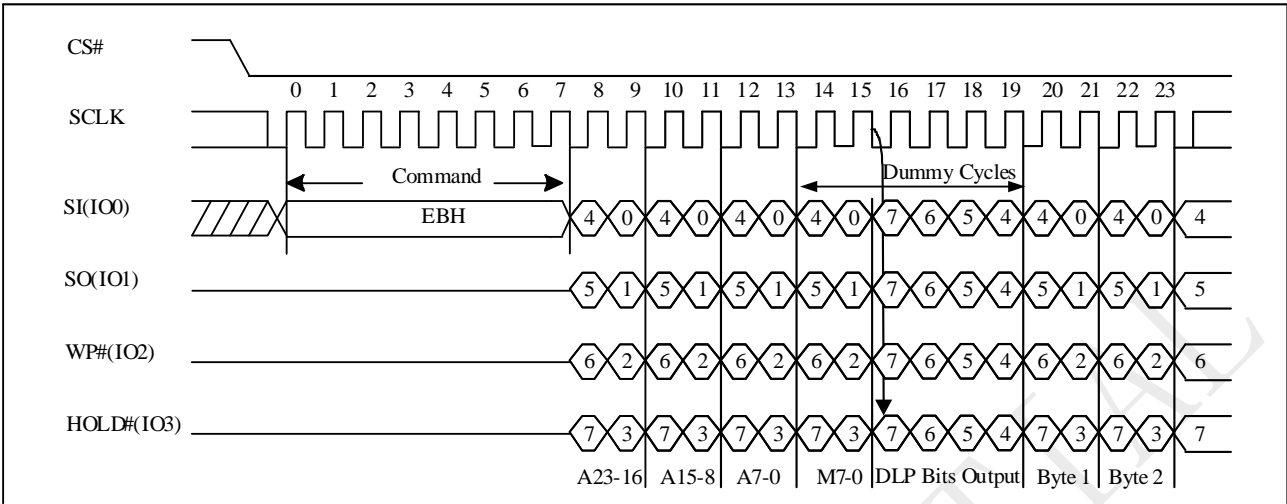 CS#
0 1 2 3 4 5 6 7 8 9 10 11 12 13 14 15 16 17 18 19 20 21 22 23
SCLK
Command
Dummy Cycles
SI(IO0) EBH 4 0 4 0 4 0 4 0 7 6 5 4 4 0 4 0 4
SO(IO1) 5 1 5 1 5 1 5 1 7 6 5 4 5 1 5 1 5
WP#(IO2) 6 2 6 2 6 2 6 2 7 6 5 4 6 2 6 2 6
HOLD#(IO3) 7 3 7 3 7 3 7 3 7 6 5 4 7 3 7 3 7
A23-16 A15-8 A7-0 M7-0 DLP Bits Output Byte 1 Byte 2